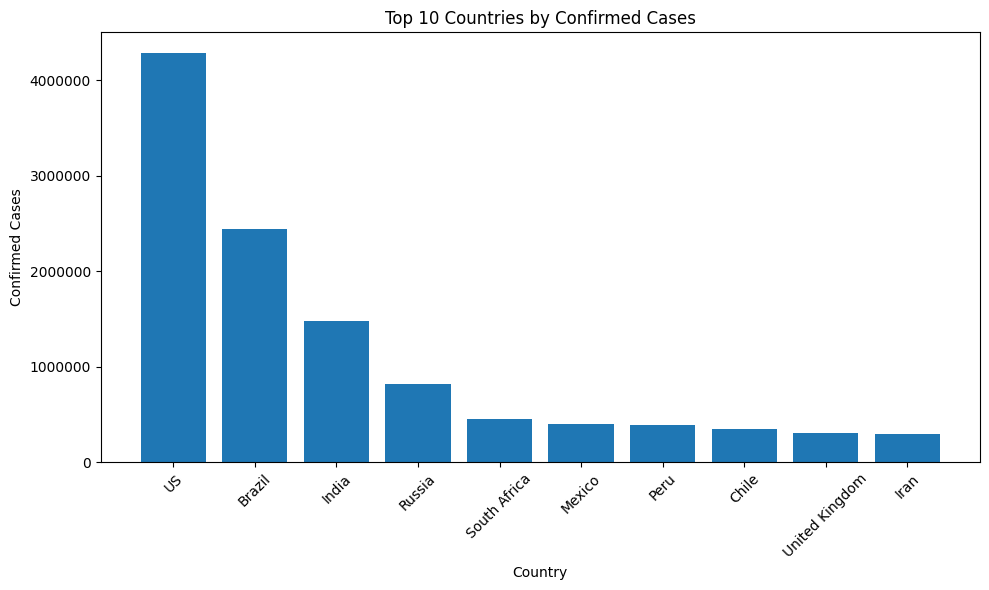 Top 10 Countries by Confirmed Cases
Confirmed Cases
4000000
3000000
2000000
1000000
0
US
Brazil
India
Russia
South Africa
Mexico
Peru
Chile
United Kingdom
Iran
Country